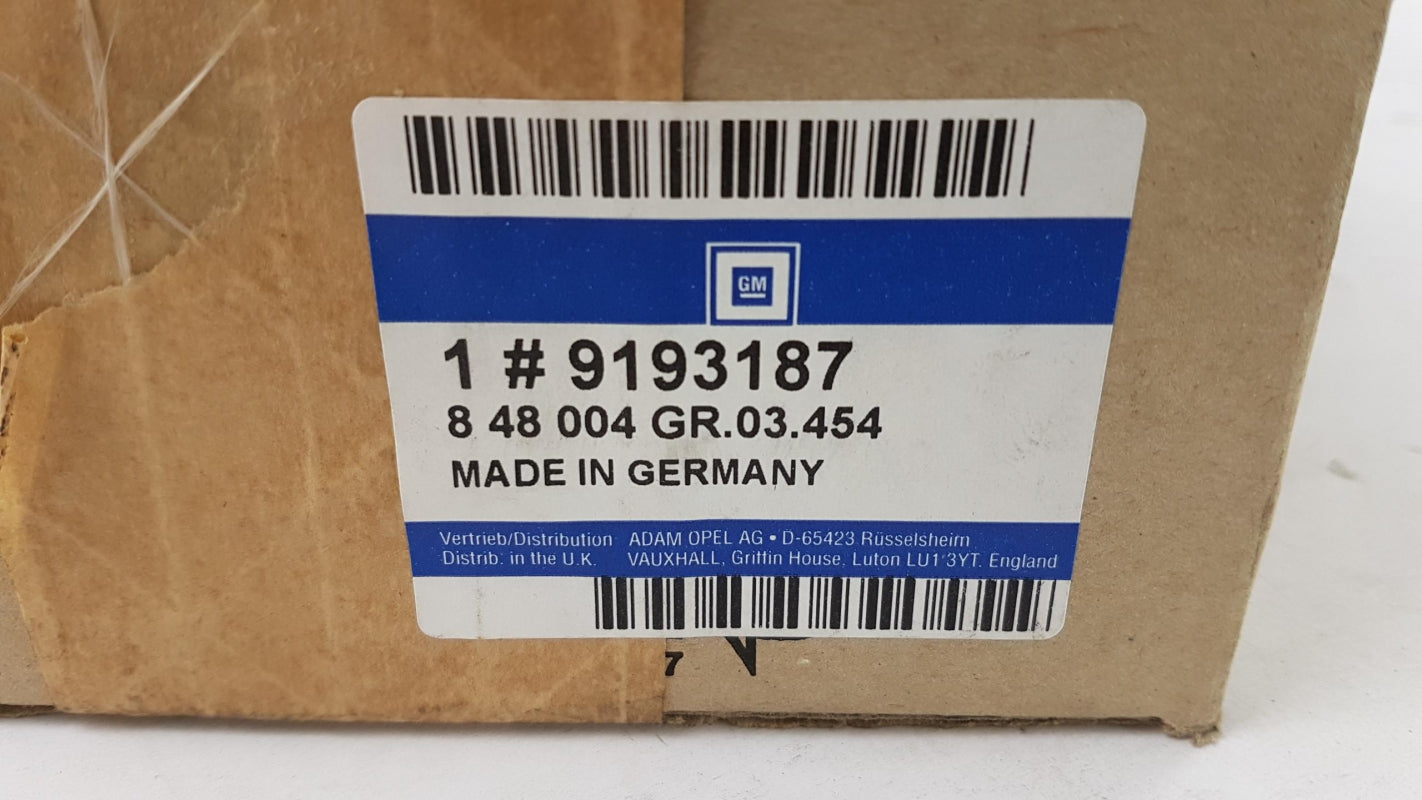 GM
1 # 9193187
8 48 004 GR.03.454
MADE IN GERMANY
Vertrieb/Distribution ADAM OPEL AG • D-65423 Rüsselsheim
Distrib. in the U.K. VAUXHALL, Griffin House, Luton LU1 3YT. England
7